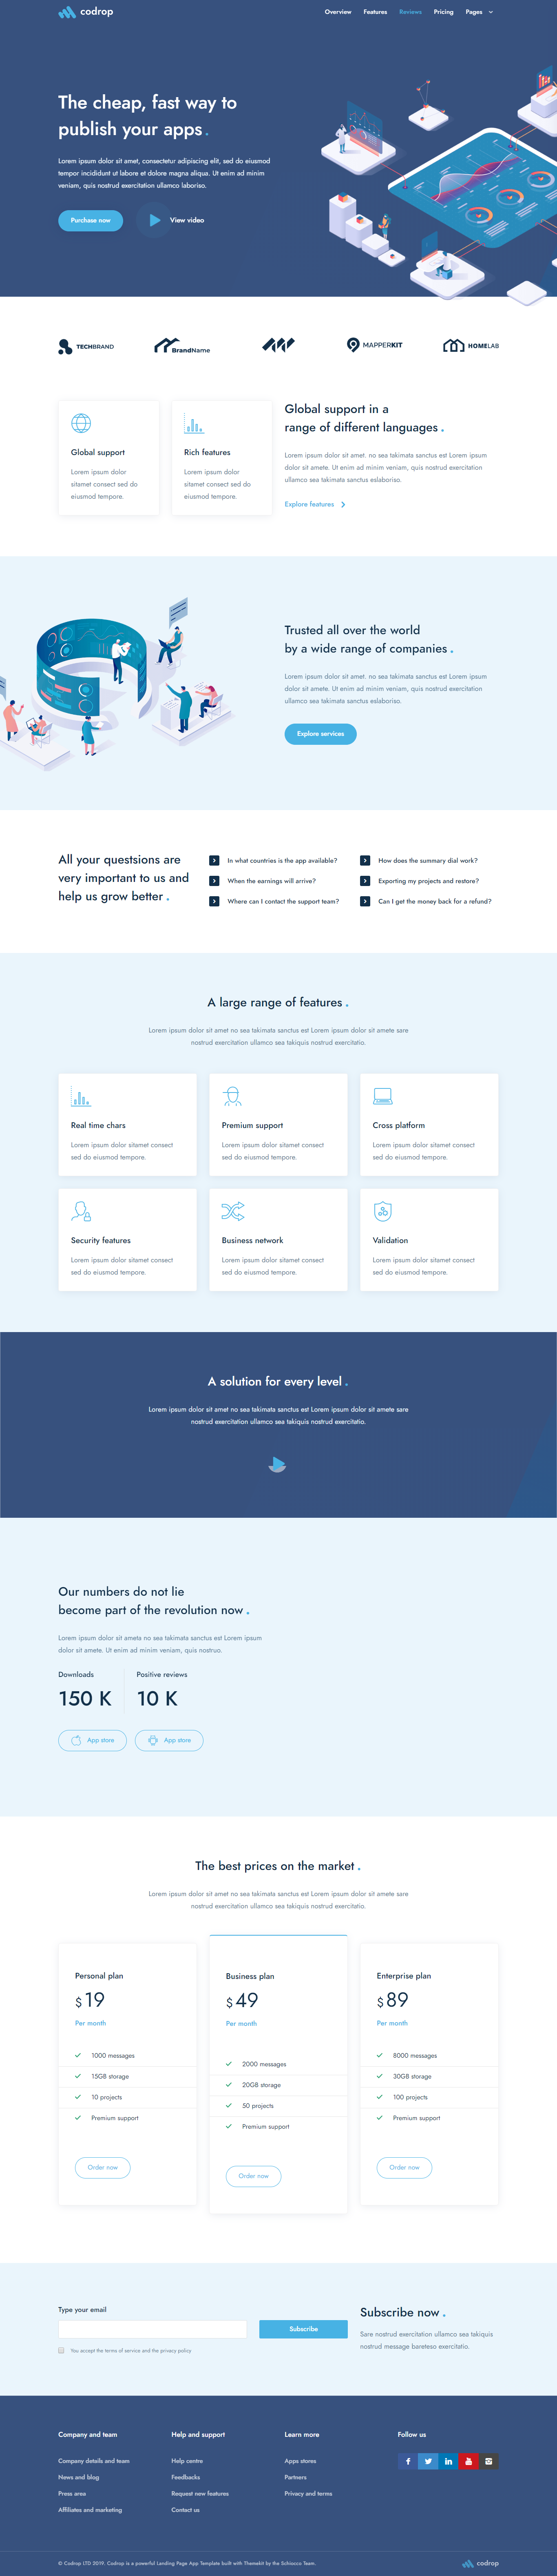 codrop
Overview Features Reviews Pricing Pages
The cheap, fast way to
publish your apps .
Lorem ipsum dolor sit amet, consectetur adipiscing elit, sed do eiusmod
tempor incididunt ut labore et dolore magna aliqua. Ut enim ad minim
veniam, quis nostrud exercitation ullamco laboriso.
Purchase now View video
TECHBRAND
BrandName
MAPPERKIT
HOMELAB
Global support
Lorem ipsum dolor
sitamet consect sed do
eiusmod tempore.
Rich features
Lorem ipsum dolor
sitamet consect sed do
eiusmod tempore.
Global support in a
range of different languages .
Lorem ipsum dolor sit amet. no sea takimata sanctus est Lorem ipsum
dolor sit amete. Ut enim ad minim veniam, quis nostrud exercitation
ullamco sea takimata sanctus eslaboriso.
Explore features
Trusted all over the world
by a wide range of companies .
Lorem ipsum dolor sit amet. no sea takimata sanctus est Lorem ipsum
dolor sit amete. Ut enim ad minim veniam, quis nostrud exercitation
ullamco sea takimata sanctus eslaboriso.
Explore services
All your questsions are
very important to us and
help us grow better .
In what countries is the app available?
When the earnings will arrive?
Where can I contact the support team?
How does the summary dial work?
Exporting my projects and restore?
Can I get the money back for a refund?
A large range of features .
Lorem ipsum dolor sit amet no sea takimata sanctus est Lorem ipsum dolor sit amete sare
nostrud exercitation ullamco sea takiquis nostrud exercitatio.
Real time chars
Lorem ipsum dolor sitamet consect
sed do eiusmod tempore.
Premium support
Lorem ipsum dolor sitamet consect
sed do eiusmod tempore.
Cross platform
Lorem ipsum dolor sitamet consect
sed do eiusmod tempore.
Security features
Lorem ipsum dolor sitamet consect
sed do eiusmod tempore.
Business network
Lorem ipsum dolor sitamet consect
sed do eiusmod tempore.
Validation
Lorem ipsum dolor sitamet consect
sed do eiusmod tempore.
A solution for every level .
Lorem ipsum dolor sit amet no sea takimata sanctus est Lorem ipsum dolor sit amete sare
nostrud exercitation ullamco sea takiquis nostrud exercitatio.
Our numbers do not lie
become part of the revolution now .
Lorem ipsum dolor sit ameta no sea takimata sanctus est Lorem ipsum
dolor sit amete. Ut enim ad minim veniam, quis nostruo.
Downloads
150 K
Positive reviews
10 K
App store App store
The best prices on the market .
Lorem ipsum dolor sit amet no sea takimata sanctus est Lorem ipsum dolor sit amete sare
nostrud exercitation ullamco sea takiquis nostrud exercitatio.
Personal plan
$ 19
Per month
1000 messages
15GB storage
10 projects
Premium support
Order now
Business plan
$ 49
Per month
2000 messages
20GB storage
50 projects
Premium support
Order now
Enterprise plan
$ 89
Per month
8000 messages
30GB storage
100 projects
Premium support
Order now
Type your email
Subscribe
You accept the terms of service and the privacy policy
Subscribe now .
Sare nostrud exercitation ullamco sea takiquis
nostrud message bareteso exercitatio.
Company and team
Company details and team
News and blog
Press area
Affiliates and marketing
Help and support
Help centre
Feedbacks
Request new features
Contact us
Learn more
Apps stores
Partners
Privacy and terms
Follow us
© Codrop LTD 2019. Codrop is a powerful Landing Page App Template built with Themekit by the Schiocco Team.
codrop